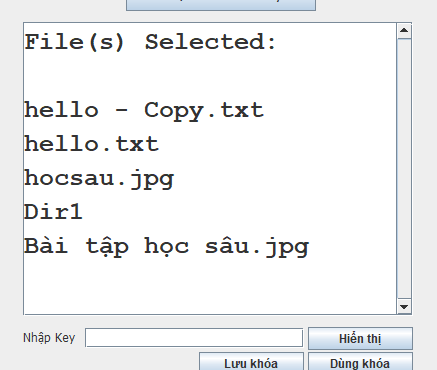 File(s) Selected:
hello - Copy.txt
hello.txt
hocsau.jpg
Dir1
Bài tập học sâu.jpg
Nhập Key
Hiển thị
Lưu khóa
Dùng khóa